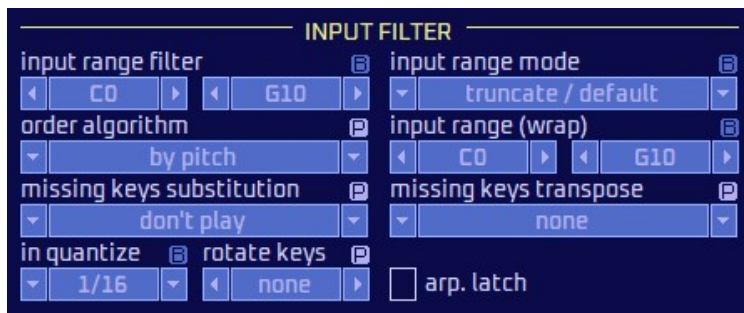 INPUT FILTER
input range filter B input range mode B
C0 G10 truncate / default
order algorithm P input range (wrap) B
by pitch C0 G10
missing keys substitution P missing keys transpose P
don't play none
in quantize B rotate keys P
1/16 none arp. latch